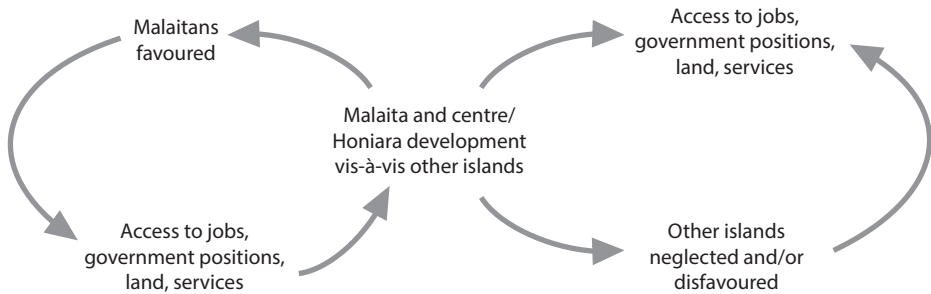 Malaitans
favoured
Access to jobs,
government positions,
land, services
Malaita and centre/
Honiara development
vis-à-vis other islands
Access to jobs,
government positions,
land, services
Other islands
neglected and/or
disfavoured